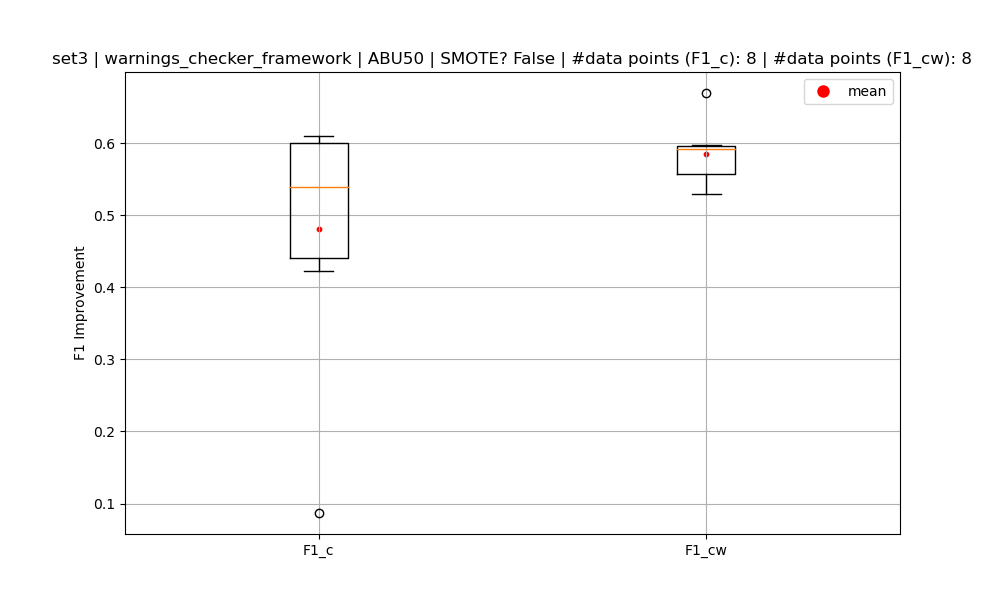 set3 | warnings_checker_framework | ABU50 | SMOTE? False | #data points (F1_c): 8 | #data points (F1_cw): 8
mean
F1 Improvement
0.6
0.5
0.4
0.3
0.2
0.1
F1_c
F1_cw